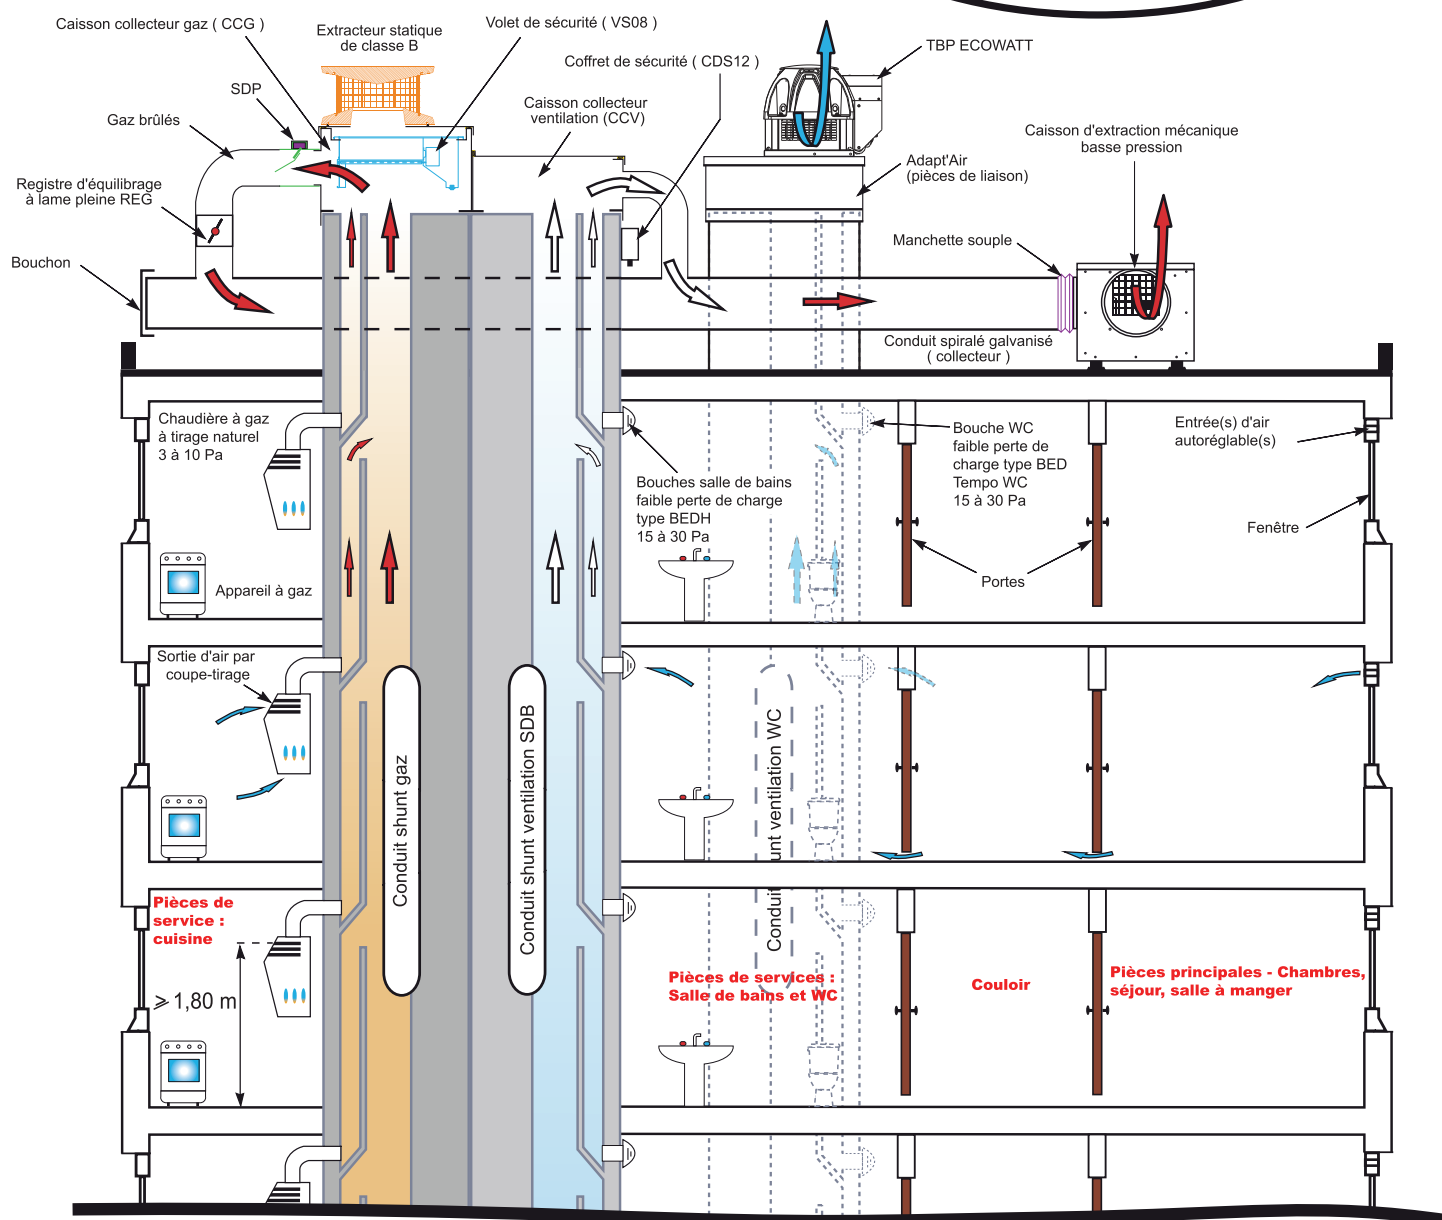 Caisson collecteur gaz ( CCG )
Extracteur statique
de classe B
Volet de sécurité ( VS08 )
Coffret de sécurité ( CDS12 )
TBP ECOWATT
SDP
Gaz brûlés
Caisson collecteur
ventilation (CCV)
Caisson d'extraction mécanique
basse pression
Adapt'Air
(pièces de liaison)
Registre d'équilibrage
à lame pleine REG
Manchette souple
Bouchon
Conduit spiralé galvanisé
( collecteur )
Chaudière à gaz
à tirage naturel
3 à 10 Pa
Bouche WC
faible perte de
charge type BED
Tempo WC
15 à 30 Pa
Entrée(s) d'air
autoréglable(s)
Bouches salle de bains
faible perte de charge
type BEDH
15 à 30 Pa
Fenêtre
Appareil à gaz
Portes
Sortie d'air par
coupe-tirage
Conduit shunt gaz
Conduit shunt ventilation SDB
Conduit shunt ventilation WC
Pièces de
service :
cuisine
⩾ 1,80 m
Pièces de services :
Salle de bains et WC
Couloir
Pièces principales - Chambres,
séjour, salle à manger